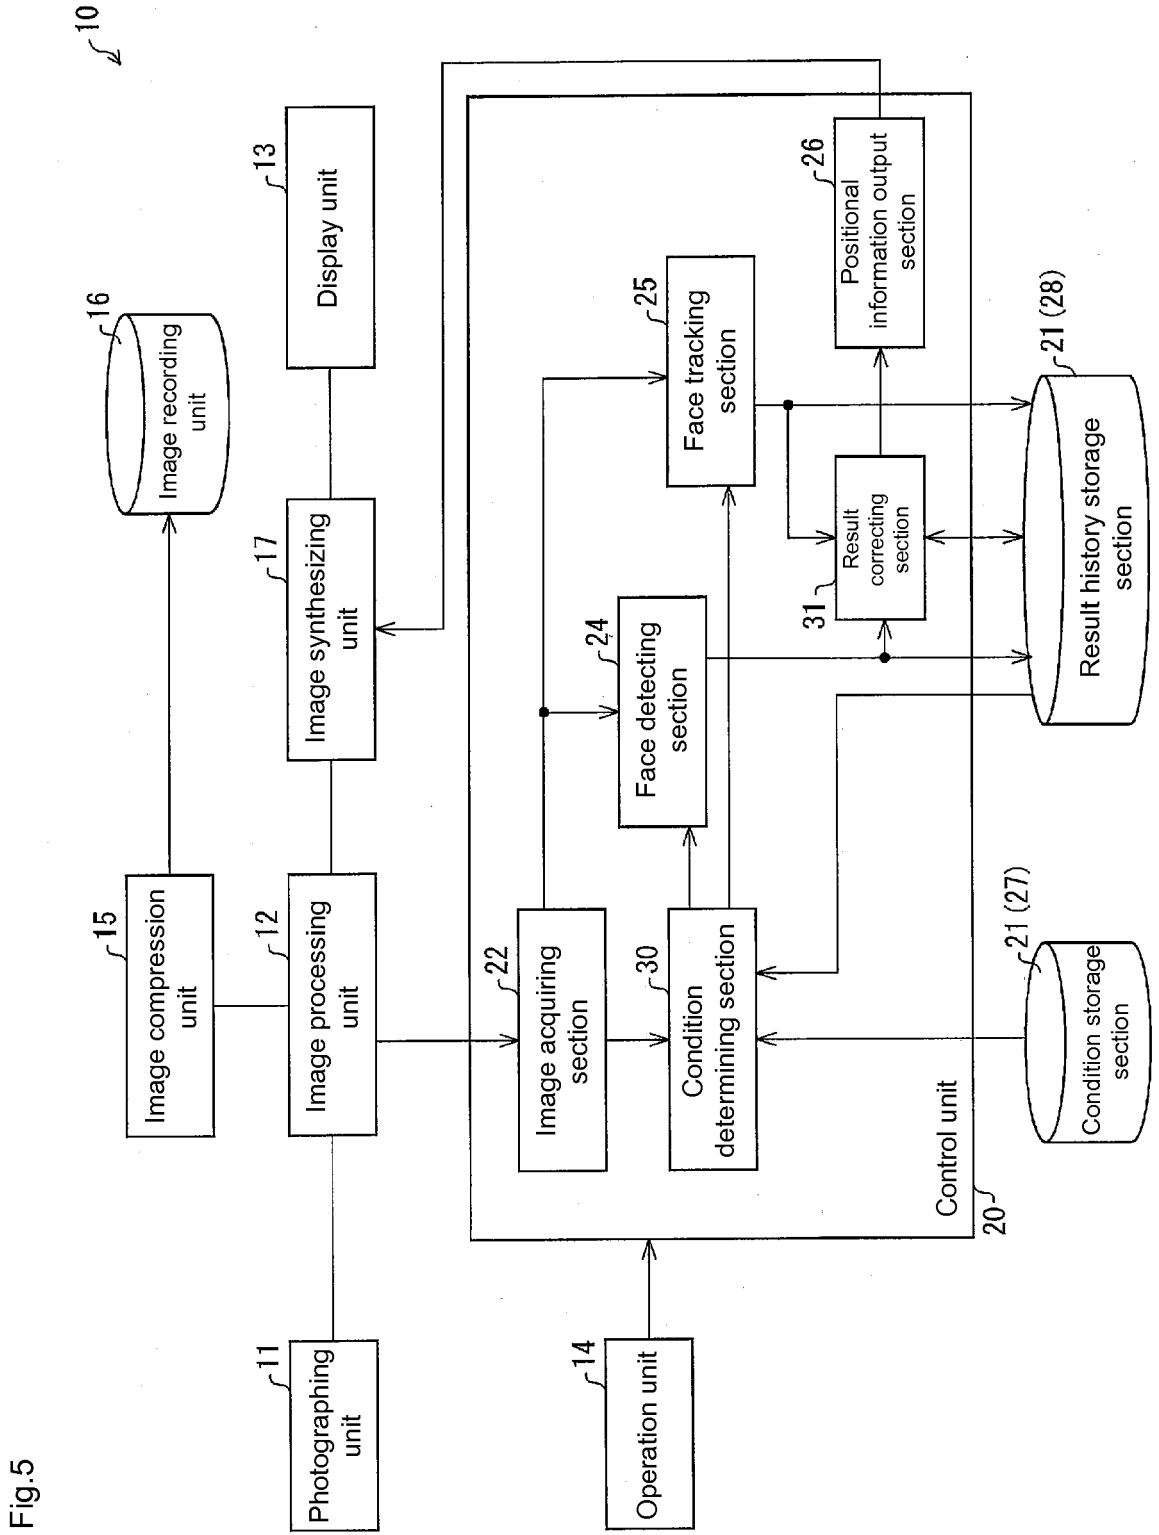 Fig.5
10
16
Image recording
unit
15
Image compression
unit
11
Photographing
unit
12
Image processing
unit
17
Image synthesizing
unit
13
Display unit
14
Operation unit
22
Image acquiring
section
24
Face detecting
section
25
Face tracking
section
30
Condition
determining section
31
Result
correcting
section
26
Positional
information output
section
Control unit
20
21 (27)
Condition storage
section
21 (28)
Result history storage
section